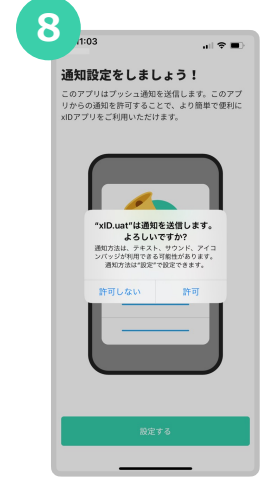 8
11:03
通知設定をしましょう！
このアプリはプッシュ通知を送信します。このアプ
リからの通知を許可することで、より簡単で便利に
xIDアプリをご利用いただけます。
"xID.uat"は通知を送信します。
よろしいですか?
通知方法は、テキスト、サウンド、アイコ
ンバッジが利用できる可能性があります。
通知方法は"設定"で設定できます。
許可しない 許可
設定する